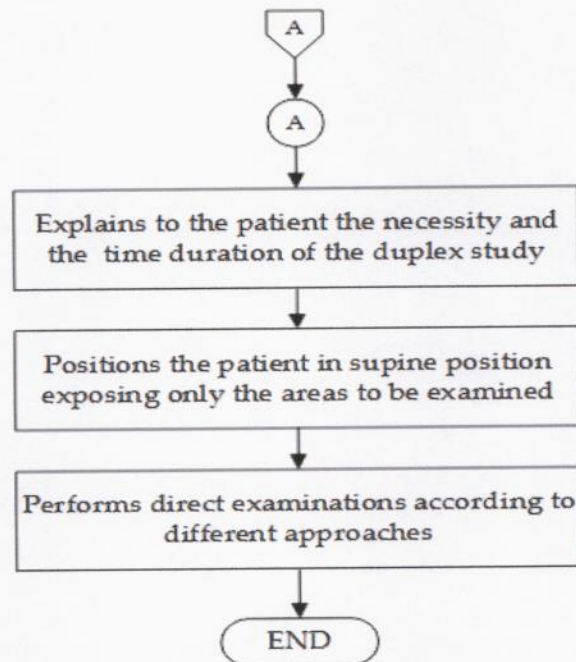 A
A
Explains to the patient the necessity and
the time duration of the duplex study
Positions the patient in supine position
exposing only the areas to be examined
Performs direct examinations according to
different approaches
END